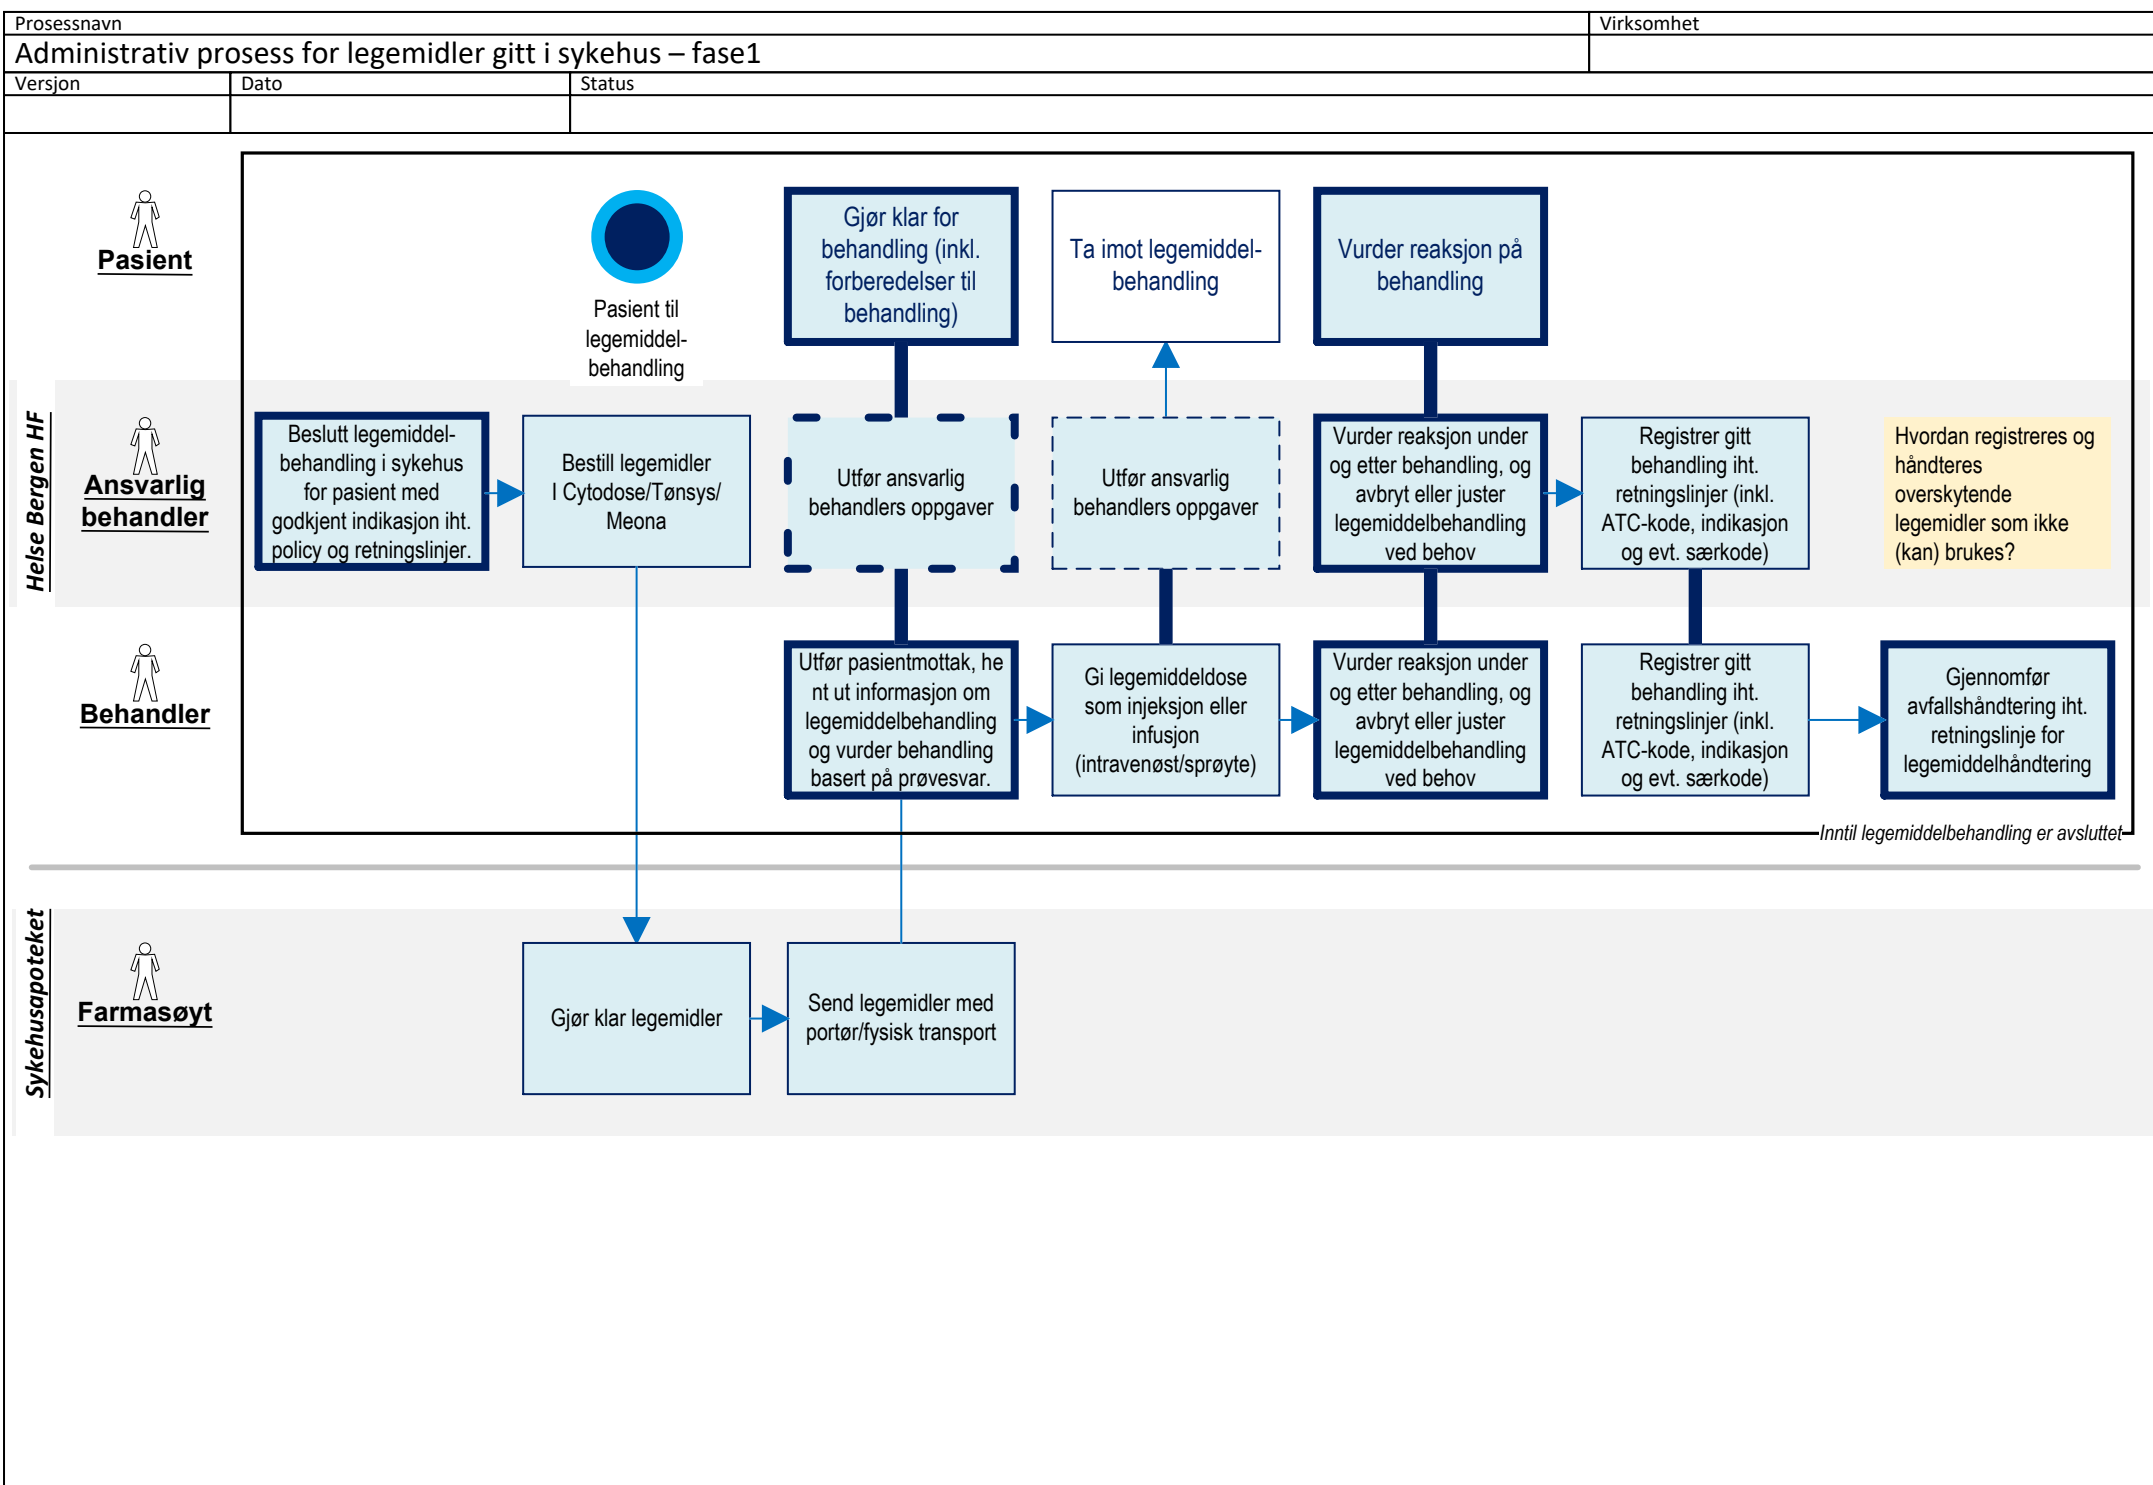 Prosessnavn
Virksomhet
Administrativ prosess for legemidler gitt i sykehus – fase1
Versjon
Dato
Status
Pasient
Pasient til
legemiddel-
behandling
Gjør klar for
behandling (inkl.
forberedelser til
behandling)
Ta imot legemiddel-
behandling
Vurder reaksjon på
behandling
Helse Bergen HF
Ansvarlig
behandler
Beslutt legemiddel-
behandling i sykehus
for pasient med
godkjent indikasjon iht.
policy og retningslinjer.
Bestill legemidler
I Cytodose/Tønsys/
Meona
Utfør ansvarlig
behandlers oppgaver
Utfør ansvarlig
behandlers oppgaver
Vurder reaksjon under
og etter behandling, og
avbryt eller juster
legemiddelbehandling
ved behov
Registrer gitt
behandling iht.
retningslinjer (inkl.
ATC-kode, indikasjon
og evt. særkode)
Hvordan registreres og
håndteres
overskytende
legemidler som ikke
(kan) brukes?
Behandler
Utfør pasientmottak, he
nt ut informasjon om
legemiddelbehandling
og vurder behandling
basert på prøvesvar.
Gi legemiddeldose
som injeksjon eller
infusjon
(intravenøst/sprøyte)
Vurder reaksjon under
og etter behandling, og
avbryt eller juster
legemiddelbehandling
ved behov
Registrer gitt
behandling iht.
retningslinjer (inkl.
ATC-kode, indikasjon
og evt. særkode)
Gjennomfør
avfallshåndtering iht.
retningslinje for
legemiddelhåndtering
Inntil legemiddelbehandling er avsluttet
Sykehusapoteket
Farmasøyt
Gjør klar legemidler
Send legemidler med
portør/fysisk transport